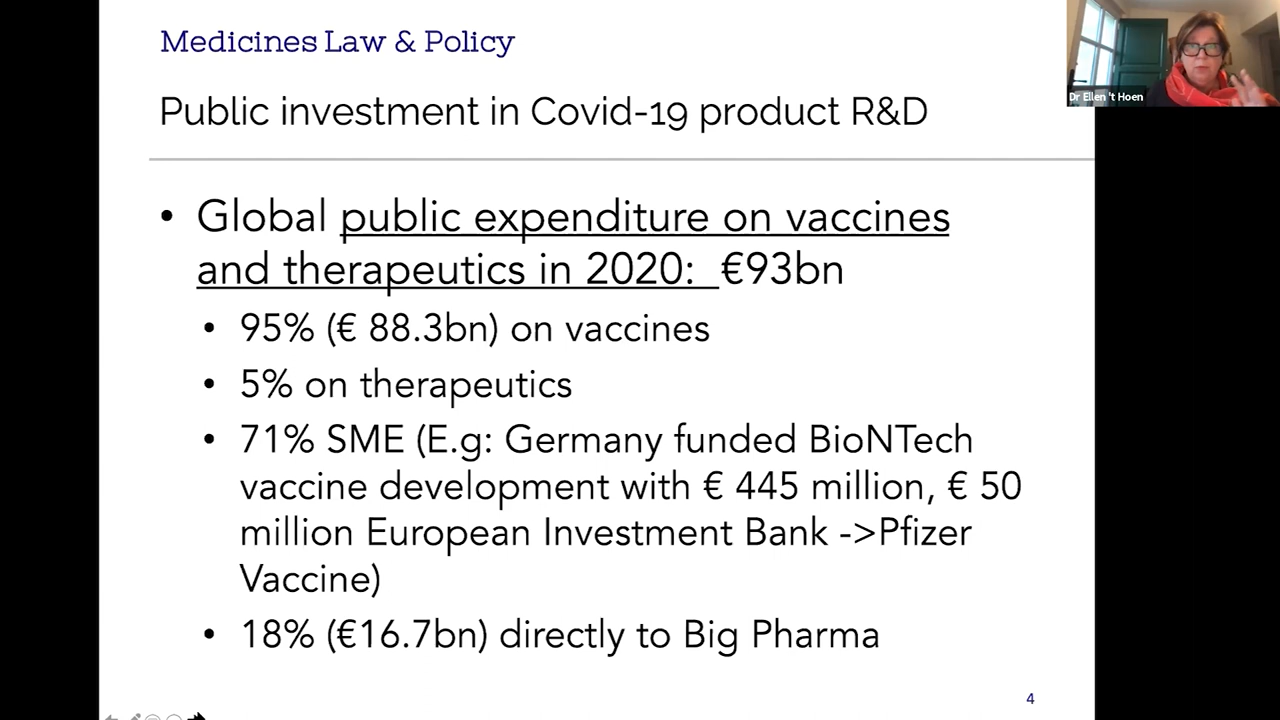 Medicines Law & Policy
Dr Ellen 't Hoen
Public investment in Covid-19 product R&D
• Global public expenditure on vaccines
and therapeutics in 2020: €93bn
• 95% (€ 88.3bn) on vaccines
• 5% on therapeutics
• 71% SME (E.g: Germany funded BioNTech
vaccine development with € 445 million, € 50
million European Investment Bank ->Pfizer
Vaccine)
• 18% (€16.7bn) directly to Big Pharma
4